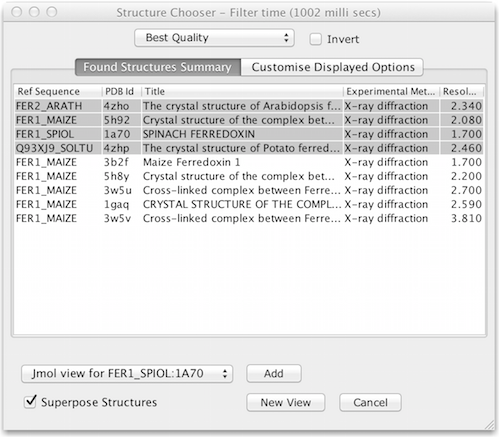 Structure Chooser - Filter time (1002 milli secs)
Best Quality Invert
Found Structures Summary Customise Displayed Options
Ref Sequence PDB Id Title Experimental Met... Resol...
FER2_ARATH 4zho The crystal structure of Arabidopsis f... X-ray diffraction 2.340
FER1_MAIZE 5h92 Crystal structure of the complex bet... X-ray diffraction 2.080
FER1_SPIOL 1a70 SPINACH FERREDOXIN X-ray diffraction 1.700
Q93XJ9_SOLTU 4zhp The crystal structure of Potato ferred... X-ray diffraction 2.460
FER1_MAIZE 3b2f Maize Ferredoxin 1 X-ray diffraction 1.700
FER1_MAIZE 5h8y Crystal structure of the complex bet... X-ray diffraction 2.200
FER1_MAIZE 3w5u Cross-linked complex between Ferre... X-ray diffraction 2.700
FER1_MAIZE 1gaq CRYSTAL STRUCTURE OF THE COMPL... X-ray diffraction 2.590
FER1_MAIZE 3w5v Cross-linked complex between Ferre... X-ray diffraction 3.810
Jmol view for FER1_SPIOL:1A70 Add
Superpose Structures New View Cancel